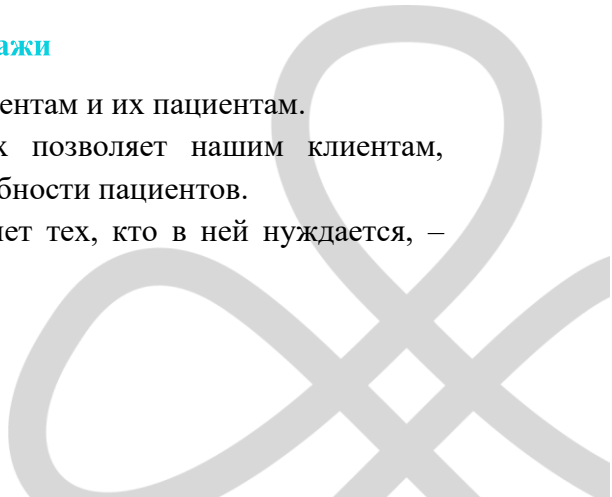 ажи
ентам и их пациентам.
х позволяет нашим клиентам,
бности пациентов.
ет тех, кто в ней нуждается, –